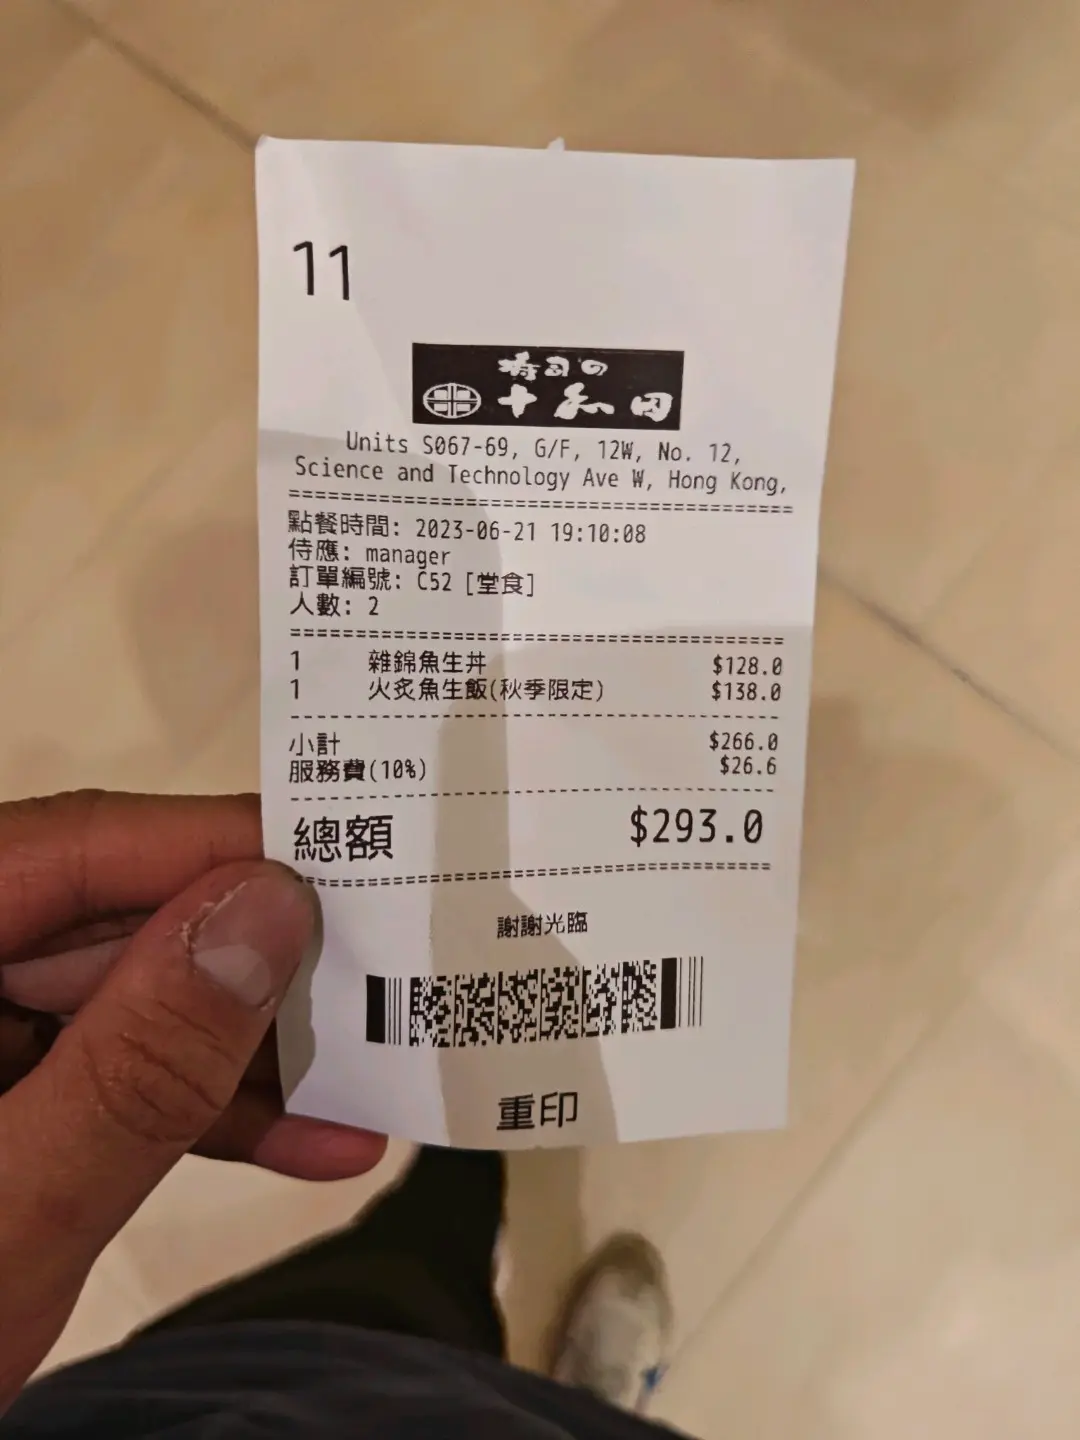 11
寿司の
十和田
Units S067-69, G/F, 12W, No. 12,
Science and Technology Ave W, Hong Kong,
點餐時間: 2023-06-21 19:10:08
侍應: manager
訂單編號: C52 [堂食]
人數: 2
1 雜錦魚生丼 $128.0
1 火炙魚生飯(秋季限定) $138.0
小計 $266.0
服務費(10%) $26.6
總額 $293.0
謝謝光臨
重印